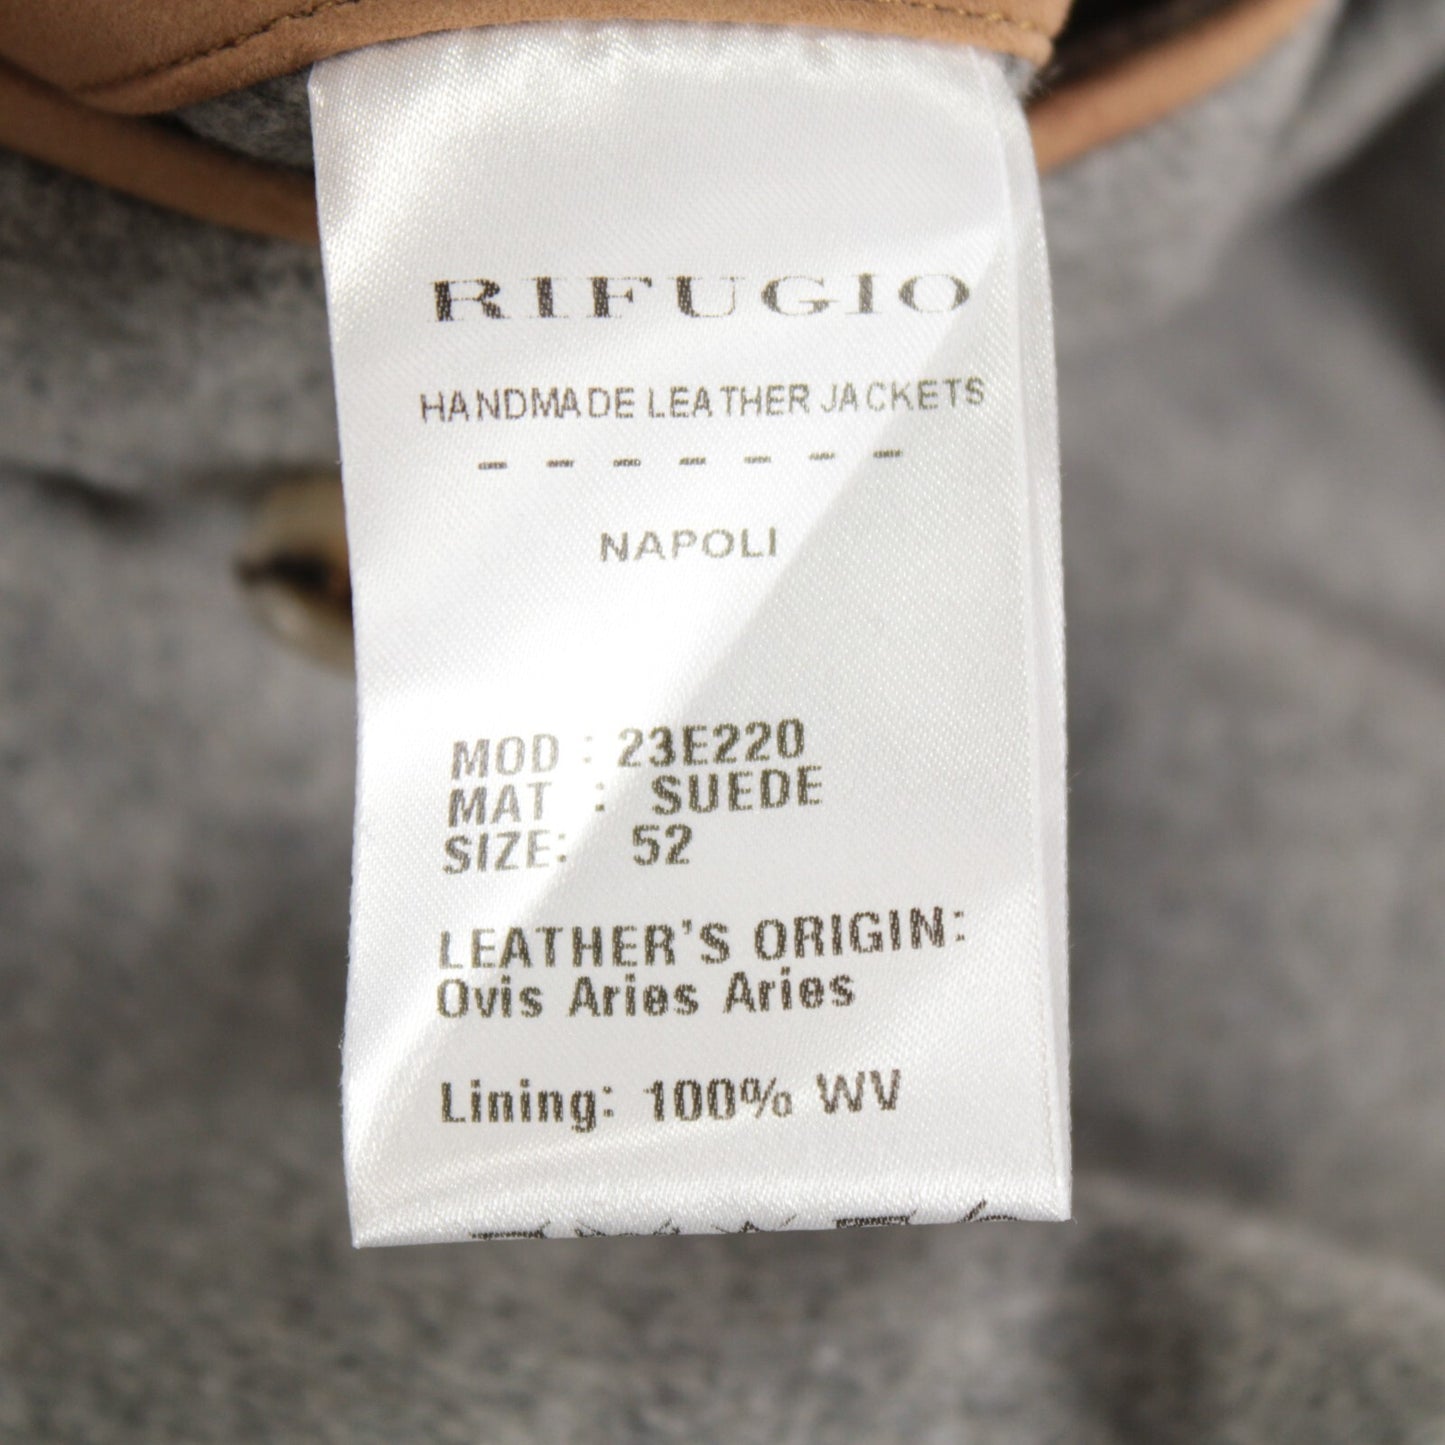 RIFUGIO
HANDMADE LEATHER JACKETS
- - - - - - -
NAPOLI
MOD : 23E220
MAT : SUEDE
SIZE: 52
LEATHER'S ORIGIN:
Ovis Aries Aries
Lining: 100% WV